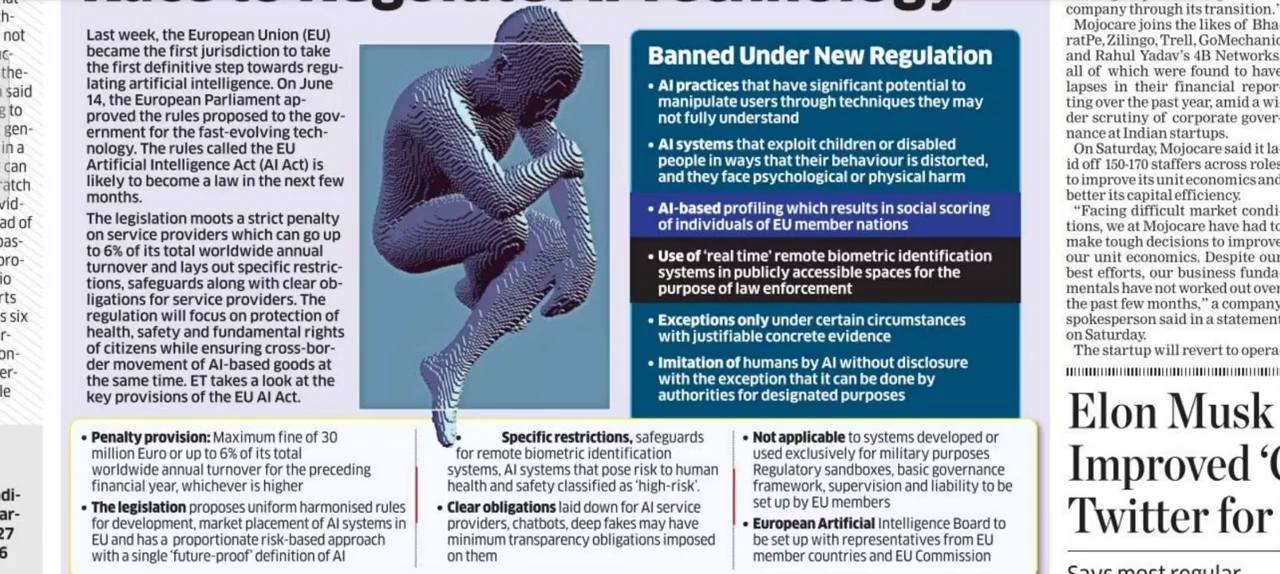 Race to Regulate AI Technology
Last week, the European Union (EU)
became the first jurisdiction to take
the first definitive step towards regu-
lating artificial intelligence. On June
14, the European Parliament ap-
proved the rules proposed to the gov-
ernment for the fast-evolving tech-
nology. The rules called the EU
Artificial Intelligence Act (AI Act) is
likely to become a law in the next few
months.
The legislation moots a strict penalty
on service providers which can go up
to 6% of its total worldwide annual
turnover and lays out specific restric-
tions, safeguards along with clear ob-
ligations for service providers. The
regulation will focus on protection of
health, safety and fundamental rights
of citizens while ensuring cross-bor-
der movement of AI-based goods at
the same time. ET takes a look at the
key provisions of the EU AI Act.
Banned Under New Regulation
• AI practices that have significant potential to
manipulate users through techniques they may
not fully understand
• AI systems that exploit children or disabled
people in ways that their behaviour is distorted,
and they face psychological or physical harm
• AI-based profiling which results in social scoring
of individuals of EU member nations
• Use of ‘real time’ remote biometric identification
systems in publicly accessible spaces for the
purpose of law enforcement
• Exceptions only under certain circumstances
with justifiable concrete evidence
• Imitation of humans by AI without disclosure
with the exception that it can be done by
authorities for designated purposes
• Penalty provision: Maximum fine of 30
million Euro or up to 6% of its total
worldwide annual turnover for the preceding
financial year, whichever is higher
• The legislation proposes uniform harmonised rules
for development, market placement of AI systems in
EU and has a proportionate risk-based approach
with a single ‘future-proof’ definition of AI
• Specific restrictions, safeguards
for remote biometric identification
systems, AI systems that pose risk to human
health and safety classified as ‘high-risk’.
• Clear obligations laid down for AI service
providers, chatbots, deep fakes may have
minimum transparency obligations imposed
on them
• Not applicable to systems developed or
used exclusively for military purposes
Regulatory sandboxes, basic governance
framework, supervision and liability to be
set up by EU members
• European Artificial Intelligence Board to
be set up with representatives from EU
member countries and EU Commission
company through its transition.”
Mojocare joins the likes of Bha-
ratPe, Zilingo, Trell, GoMechanic
and Rahul Yadav’s 4B Networks
all of which were found to have
lapses in their financial repor-
ting over the past year, amid a wi-
der scrutiny of corporate gover-
nance at Indian startups.
On Saturday, Mojocare said it la-
id off 150-170 staffers across roles
to improve its unit economics and
better its capital efficiency.
“Facing difficult market condi
tions, we at Mojocare have had to
make tough decisions to improve
our unit economics. Despite our
best efforts, our business funda
mentals have not worked out over
the past few months,” a company
spokesperson said in a statement
on Saturday.
The startup will revert to opera
Elon Musk
Improved ‘
Twitter for
Says most regular